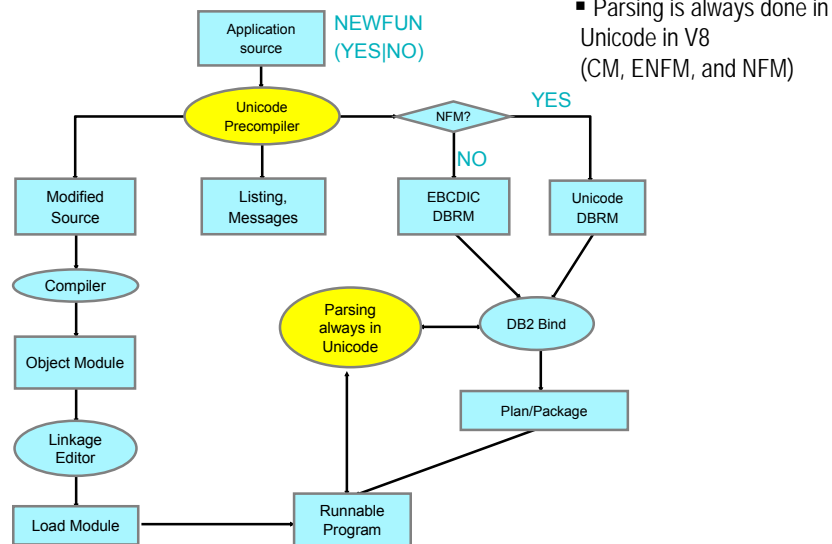 Application
source
NEWFUN
(YES|NO)
▪ Parsing is always done in
Unicode in V8
(CM, ENFM, and NFM)
Unicode
Precompiler
NFM?
YES
NO
Modified
Source
Listing,
Messages
EBCDIC
DBRM
Unicode
DBRM
Compiler
Parsing
always in
Unicode
DB2 Bind
Object Module
Plan/Package
Linkage
Editor
Load Module
Runnable
Program